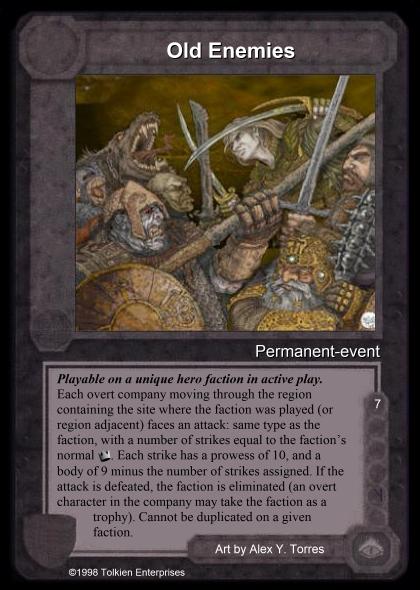 Old Enemies
Permanent-event
Playable on a unique hero faction in active play.
Each overt company moving through the region
containing the site where the faction was played (or
region adjacent) faces an attack: same type as the
faction, with a number of strikes equal to the faction's
normal . Each strike has a prowess of 10, and a
body of 9 minus the number of strikes assigned. If the
attack is defeated, the faction is eliminated (an overt
character in the company may take the faction as a
trophy). Cannot be duplicated on a given
faction.
7
Art by Alex Y. Torres
©1998 Tolkien Enterprises